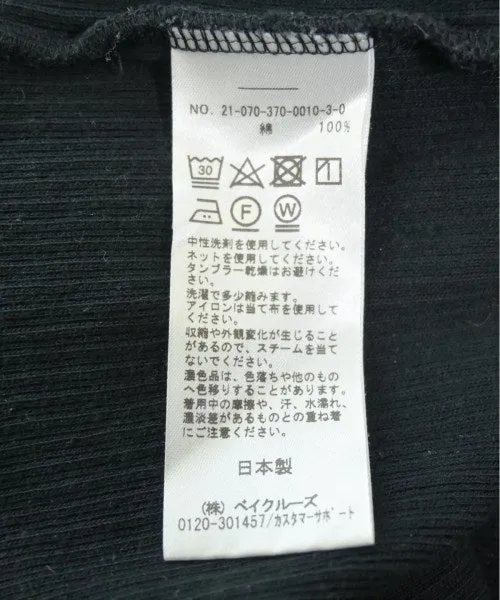 NO. 21-070-370-0010-3-0
綿 100%
30
F W
中性洗剤を使用してください。
ネットを使用してください。
タンブラー乾燥はお避けくだ
さい。
洗濯で多少縮みます。
アイロンは当て布を使用して
ください。
収縮や外観変化が生じること
があるので、スチームを当て
ないでください。
濃色品は、色落ちや他のもの
へ色移りすることがあります。
着用中の摩擦や、汗、水濡れ、
濃淡差があるものとの重ね着
にご注意ください。
日本製
(株) ベイクルーズ
0120-301457/カスタマーサポート